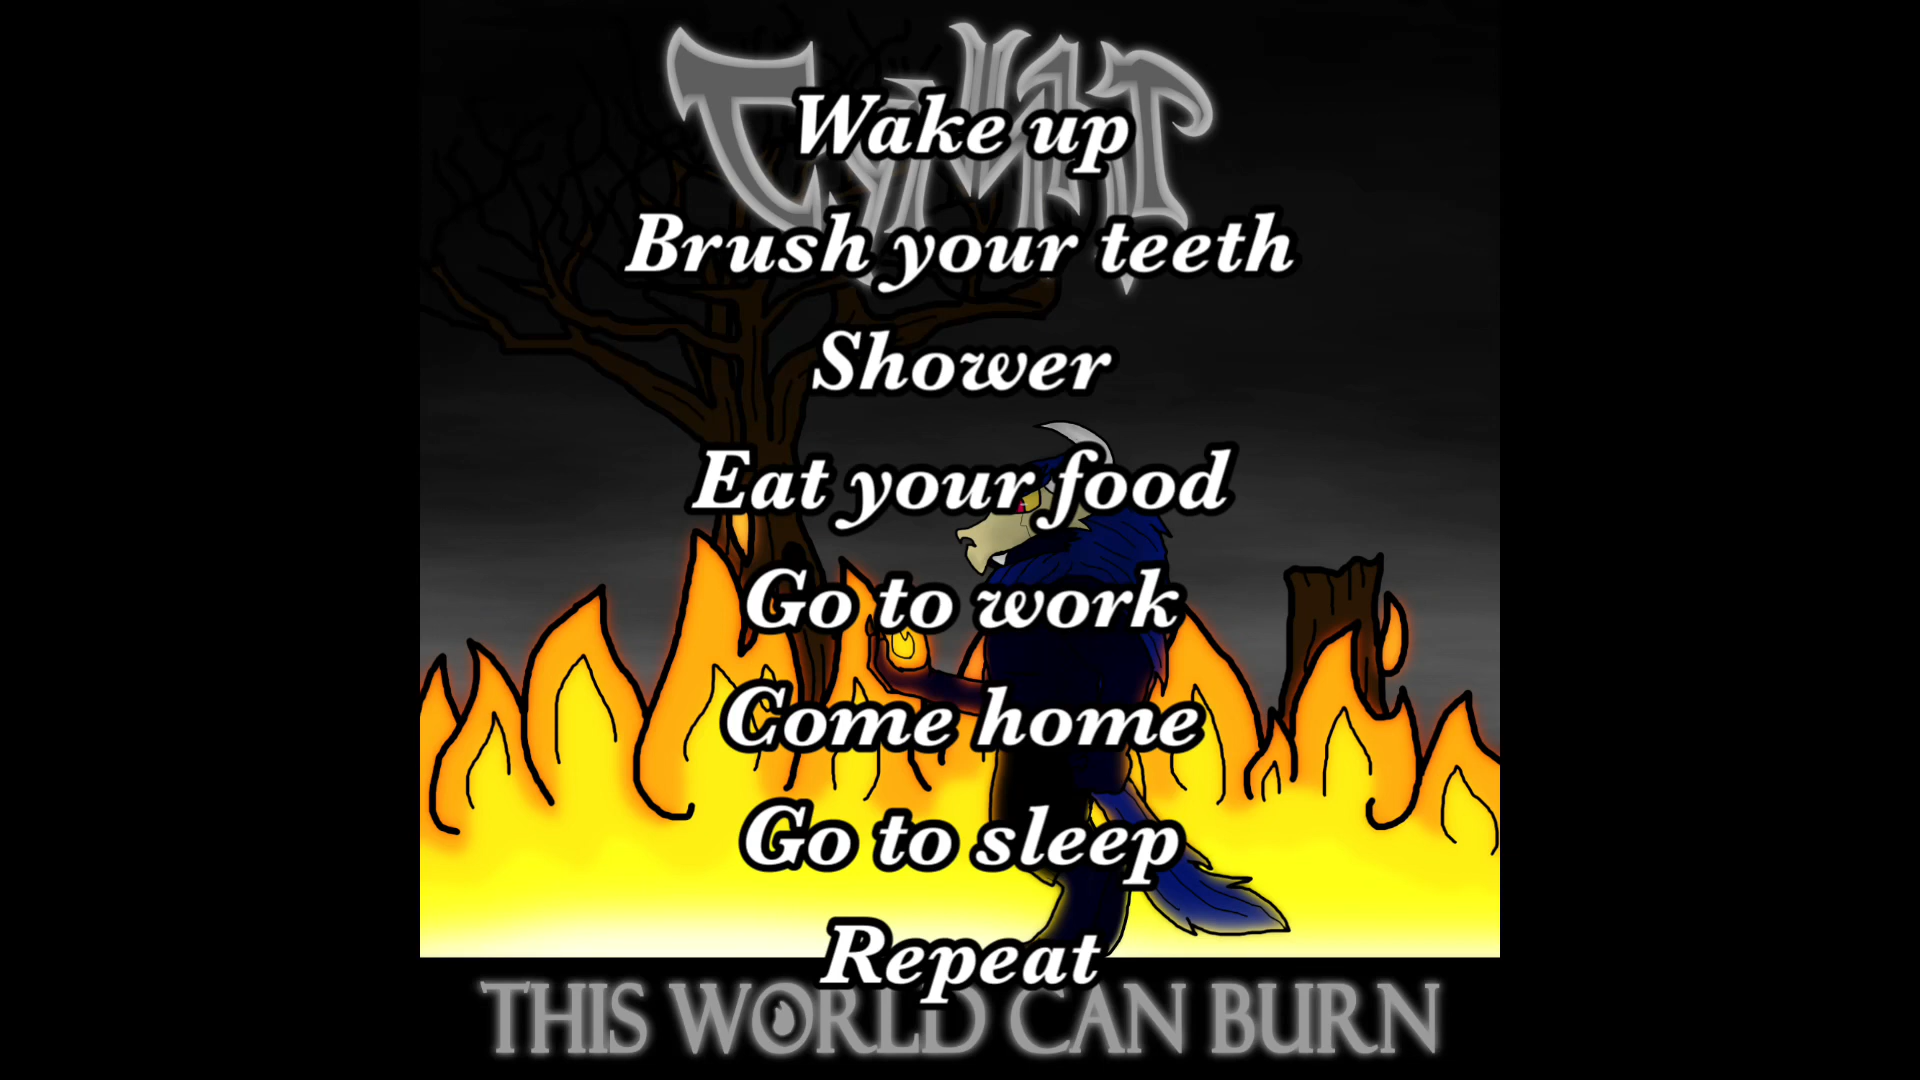 Wake up
Brush your teeth
Shower
Eat your food
Go to work
Come home
Go to sleep
Repeat
THIS WORLD CAN BURN